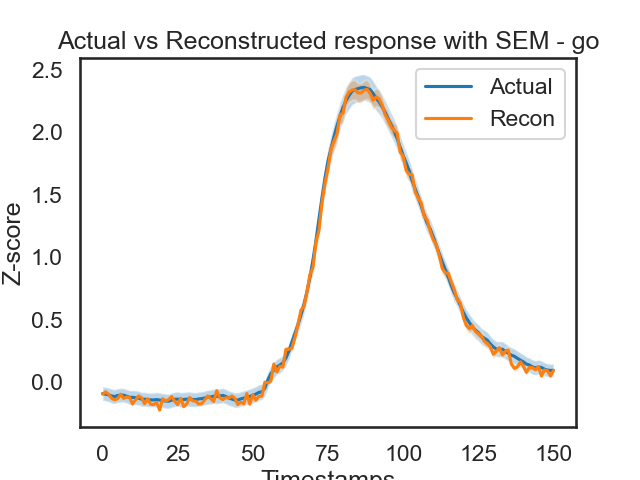 Actual vs Reconstructed response with SEM - go
Actual
Recon
Z-score
2.5
2.0
1.5
1.0
0.5
0.0
0 25 50 75 100 125 150
Timestamps